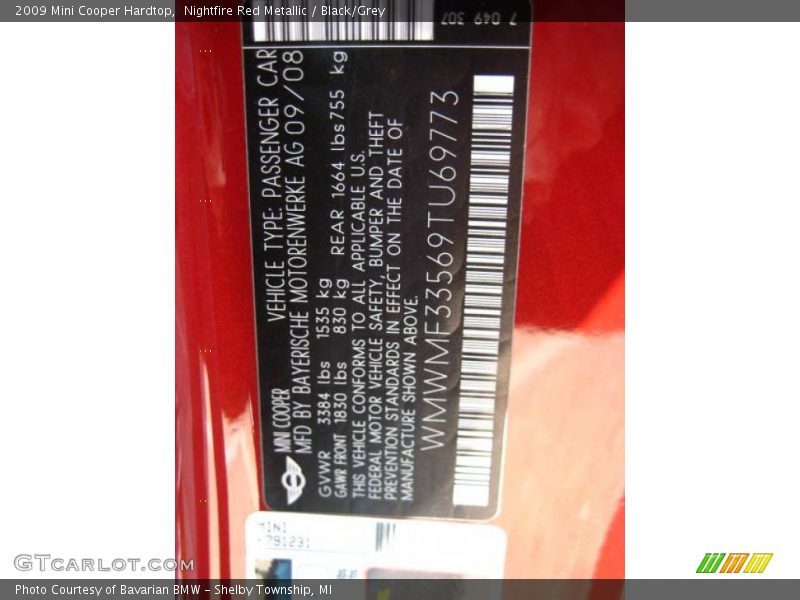 2009 Mini Cooper Hardtop,  Nightfire Red Metallic / Black/Grey
7 049 307
MINI COOPER VEHICLE TYPE: PASSENGER CAR
MFD BY BAYERISCHE MOTORENWERKE AG 09/08
GVWR 3384 lbs 1535 kg
GAWR FRONT 1830 lbs 830 kg REAR 1664 lbs 755 kg
THIS VEHICLE CONFORMS TO ALL APPLICABLE U.S.
FEDERAL MOTOR VEHICLE SAFETY, BUMPER AND THEFT
PREVENTION STANDARDS IN EFFECT ON THE DATE OF
MANUFACTURE SHOWN ABOVE.
WMWMF33569TU69773
MINI
791231
GTCarLot.com
Photo Courtesy of Bavarian BMW - Shelby Township, MI